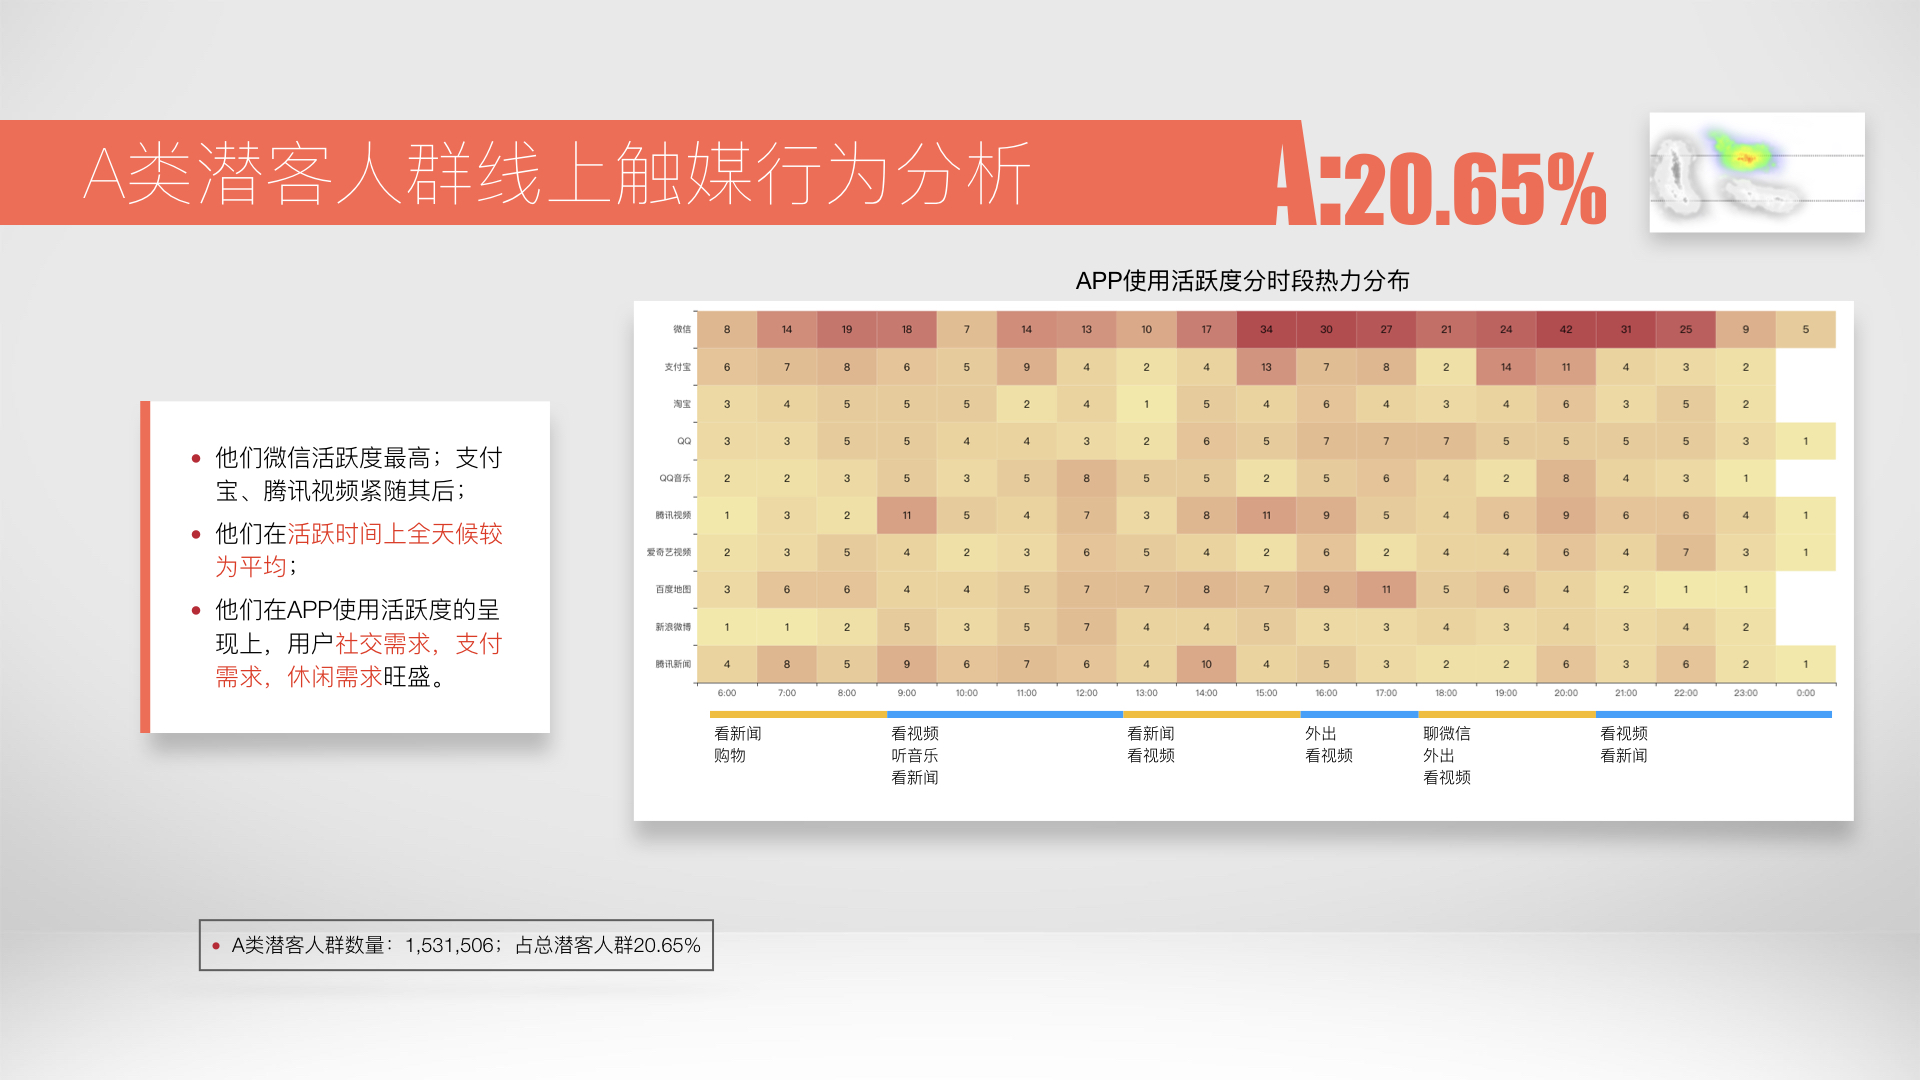 A类潜客人群线上触媒行为分析
A:20.65%
APP使用活跃度分时段热力分布
微信 8 14 19 18 7 14 13 10 17 34 30 27 21 24 42 31 25 9 5
支付宝 6 7 8 6 5 9 4 2 4 13 7 8 2 14 11 4 3 2
淘宝 3 4 5 5 5 2 4 1 5 4 6 4 3 4 6 3 5 2
QQ 3 3 5 5 4 4 3 2 6 5 7 7 7 5 5 5 5 3 1
QQ音乐 2 2 3 5 3 5 8 5 5 2 5 6 4 2 8 4 3 1
腾讯视频 1 3 2 11 5 4 7 3 8 11 9 5 4 6 9 6 6 4 1
爱奇艺视频 2 3 5 4 2 3 6 5 4 2 6 2 4 4 6 4 7 3 1
百度地图 3 6 6 4 4 5 7 7 8 7 9 11 5 6 4 2 1 1
新浪微博 1 1 2 5 3 5 7 4 4 5 3 3 4 3 4 3 4 2
腾讯新闻 4 8 5 9 6 7 6 4 10 4 5 3 2 2 6 3 6 2 1
6:00 7:00 8:00 9:00 10:00 11:00 12:00 13:00 14:00 15:00 16:00 17:00 18:00 19:00 20:00 21:00 22:00 23:00 0:00
看新闻
购物
看视频
听音乐
看新闻
看新闻
看视频
外出
看视频
聊微信
外出
看视频
看视频
看新闻
• 他们微信活跃度最高；支付
宝、腾讯视频紧随其后；
• 他们在活跃时间上全天候较
为平均；
• 他们在APP使用活跃度的呈
现上，用户社交需求，支付
需求，休闲需求旺盛。
• A类潜客人群数量：1,531,506；占总潜客人群20.65%